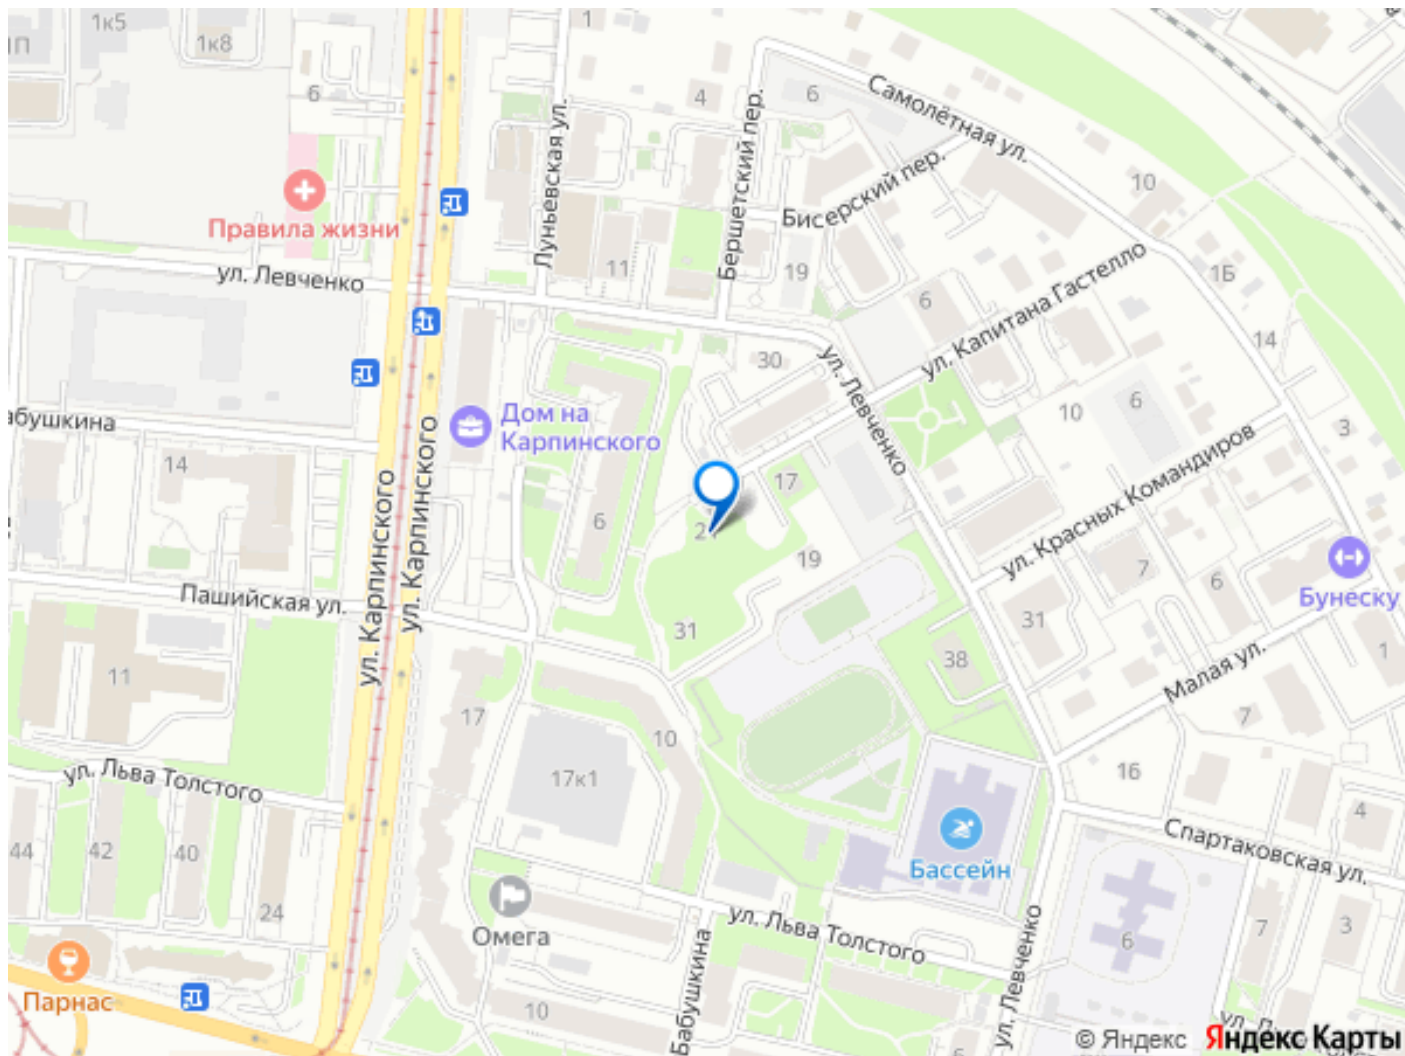 1к5
1
1к8
6
4
6
Самолётная ул.
Луньевская ул.
Бершетский пер.
Бисерский пер.
10
Правила жизни
ул. Левченко
11
19
1Б
6
ул. Капитана Гастелло
14
30
ул. Левченко
10
6
3
Дом на
Карпинского
ул. Карпинского
ул. Карпинского
14
17
6
ул. Красных Командиров
19
7
6
Бунеску
Пашийская ул.
31
31
38
1
Малая ул.
11
17
10
7
17к1
16
ул. Льва Толстого
4
Спартаковская ул.
44
42
40
Бассейн
24
Омега
ул. Льва Толстого
7
3
6
Парнас
10
Бабушкина
ул. Левченко
6
© Яндекс
Яндекс Карты